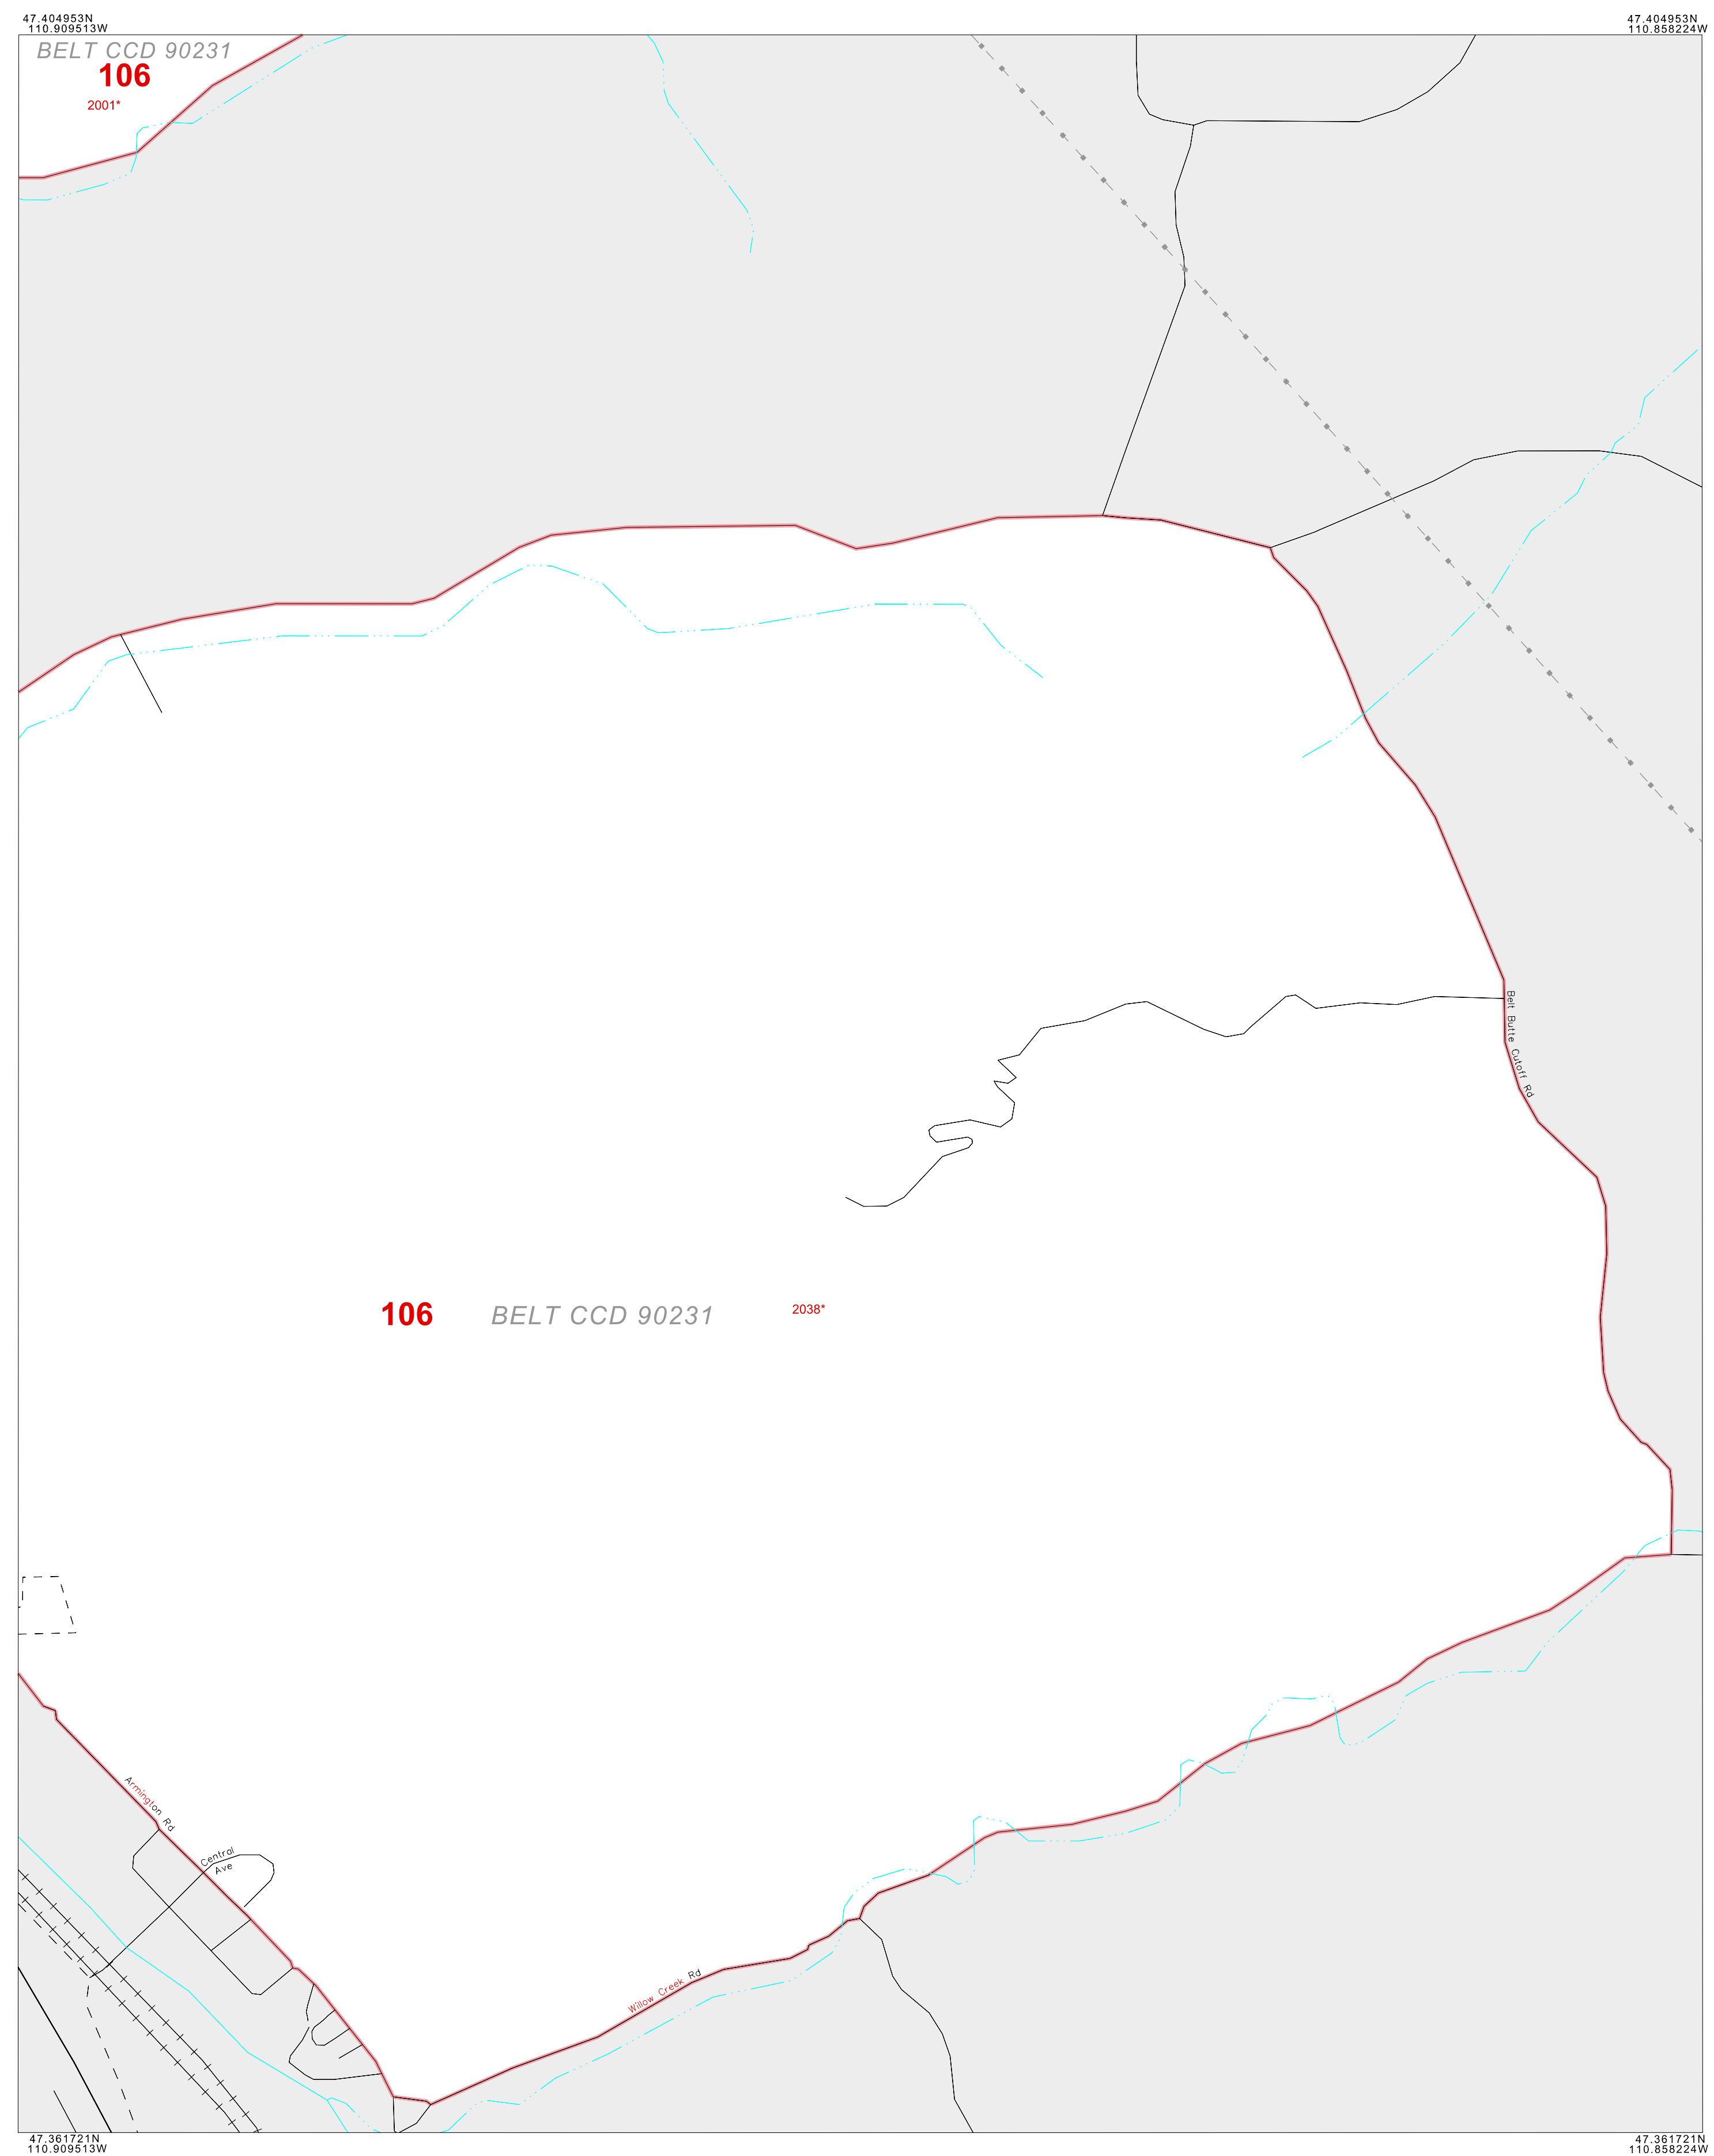 47.404953N
110.909513W
47.404953N
110.858224W
BELT CCD 90231
106
2001*
Belt Butte Cutoff Rd
106
BELT CCD 90231
2038*
Armington Rd
Central
Ave
Willow Creek Rd
47.361721N
110.909513W
47.361721N
110.858224W